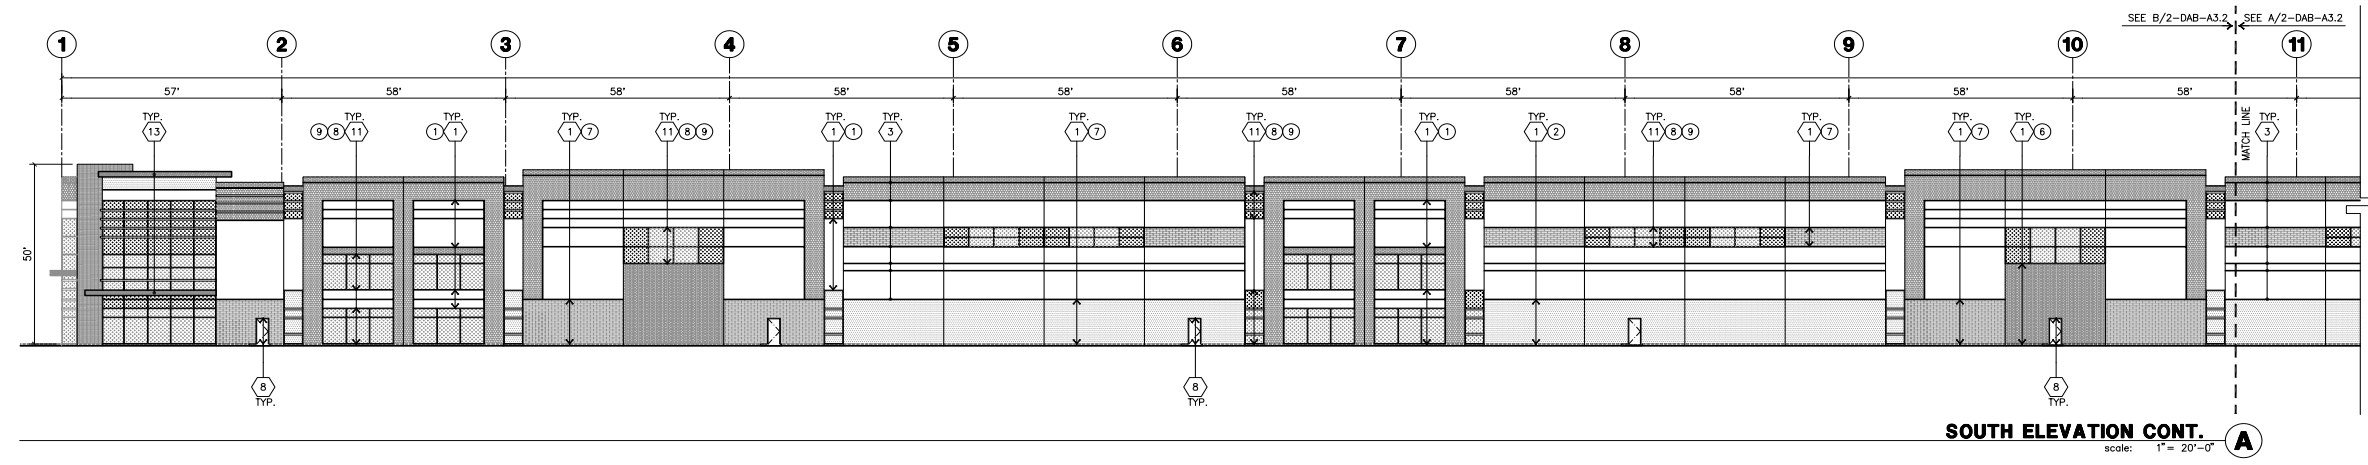 SEE B/2-DAB-A3.2 SEE A/2-DAB-A3.2
1 2 3 4 5 6 7 8 9 10 11
57' 58' 58' 58' 58' 58' 58' 58' 58' 58'
MATCH LINE
TYP. TYP. TYP. TYP. TYP. TYP. TYP. TYP. TYP. TYP. TYP. TYP. TYP. TYP. TYP. TYP.
13 9 8 11 1 1 1 7 11 8 9 1 1 3 1 7 11 8 9 1 1 1 2 11 8 9 1 7 1 7 1 6 3
50'
8 8 8
TYP. TYP. TYP.
SOUTH ELEVATION CONT. A
scale: 1"= 20'-0"